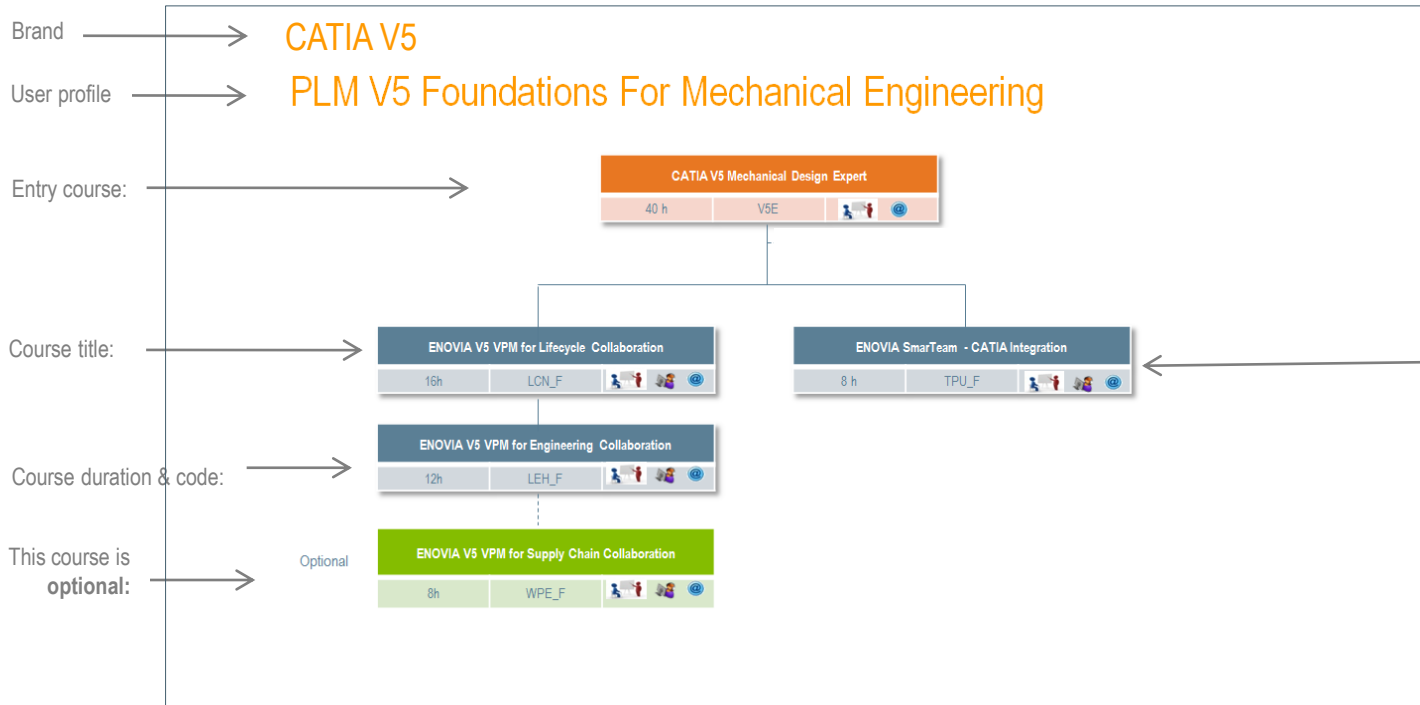 Brand
CATIA V5
User profile
PLM V5 Foundations For Mechanical Engineering
Entry course:
CATIA V5 Mechanical Design Expert
40 h V5E @
Course title:
ENOVIA V5 VPM for Lifecycle Collaboration
16h LCN_F @
ENOVIA SmarTeam - CATIA Integration
8 h TPU_F @
Course duration & code:
ENOVIA V5 VPM for Engineering Collaboration
12h LEH_F @
This course is
optional:
Optional
ENOVIA V5 VPM for Supply Chain Collaboration
8h WPE_F @